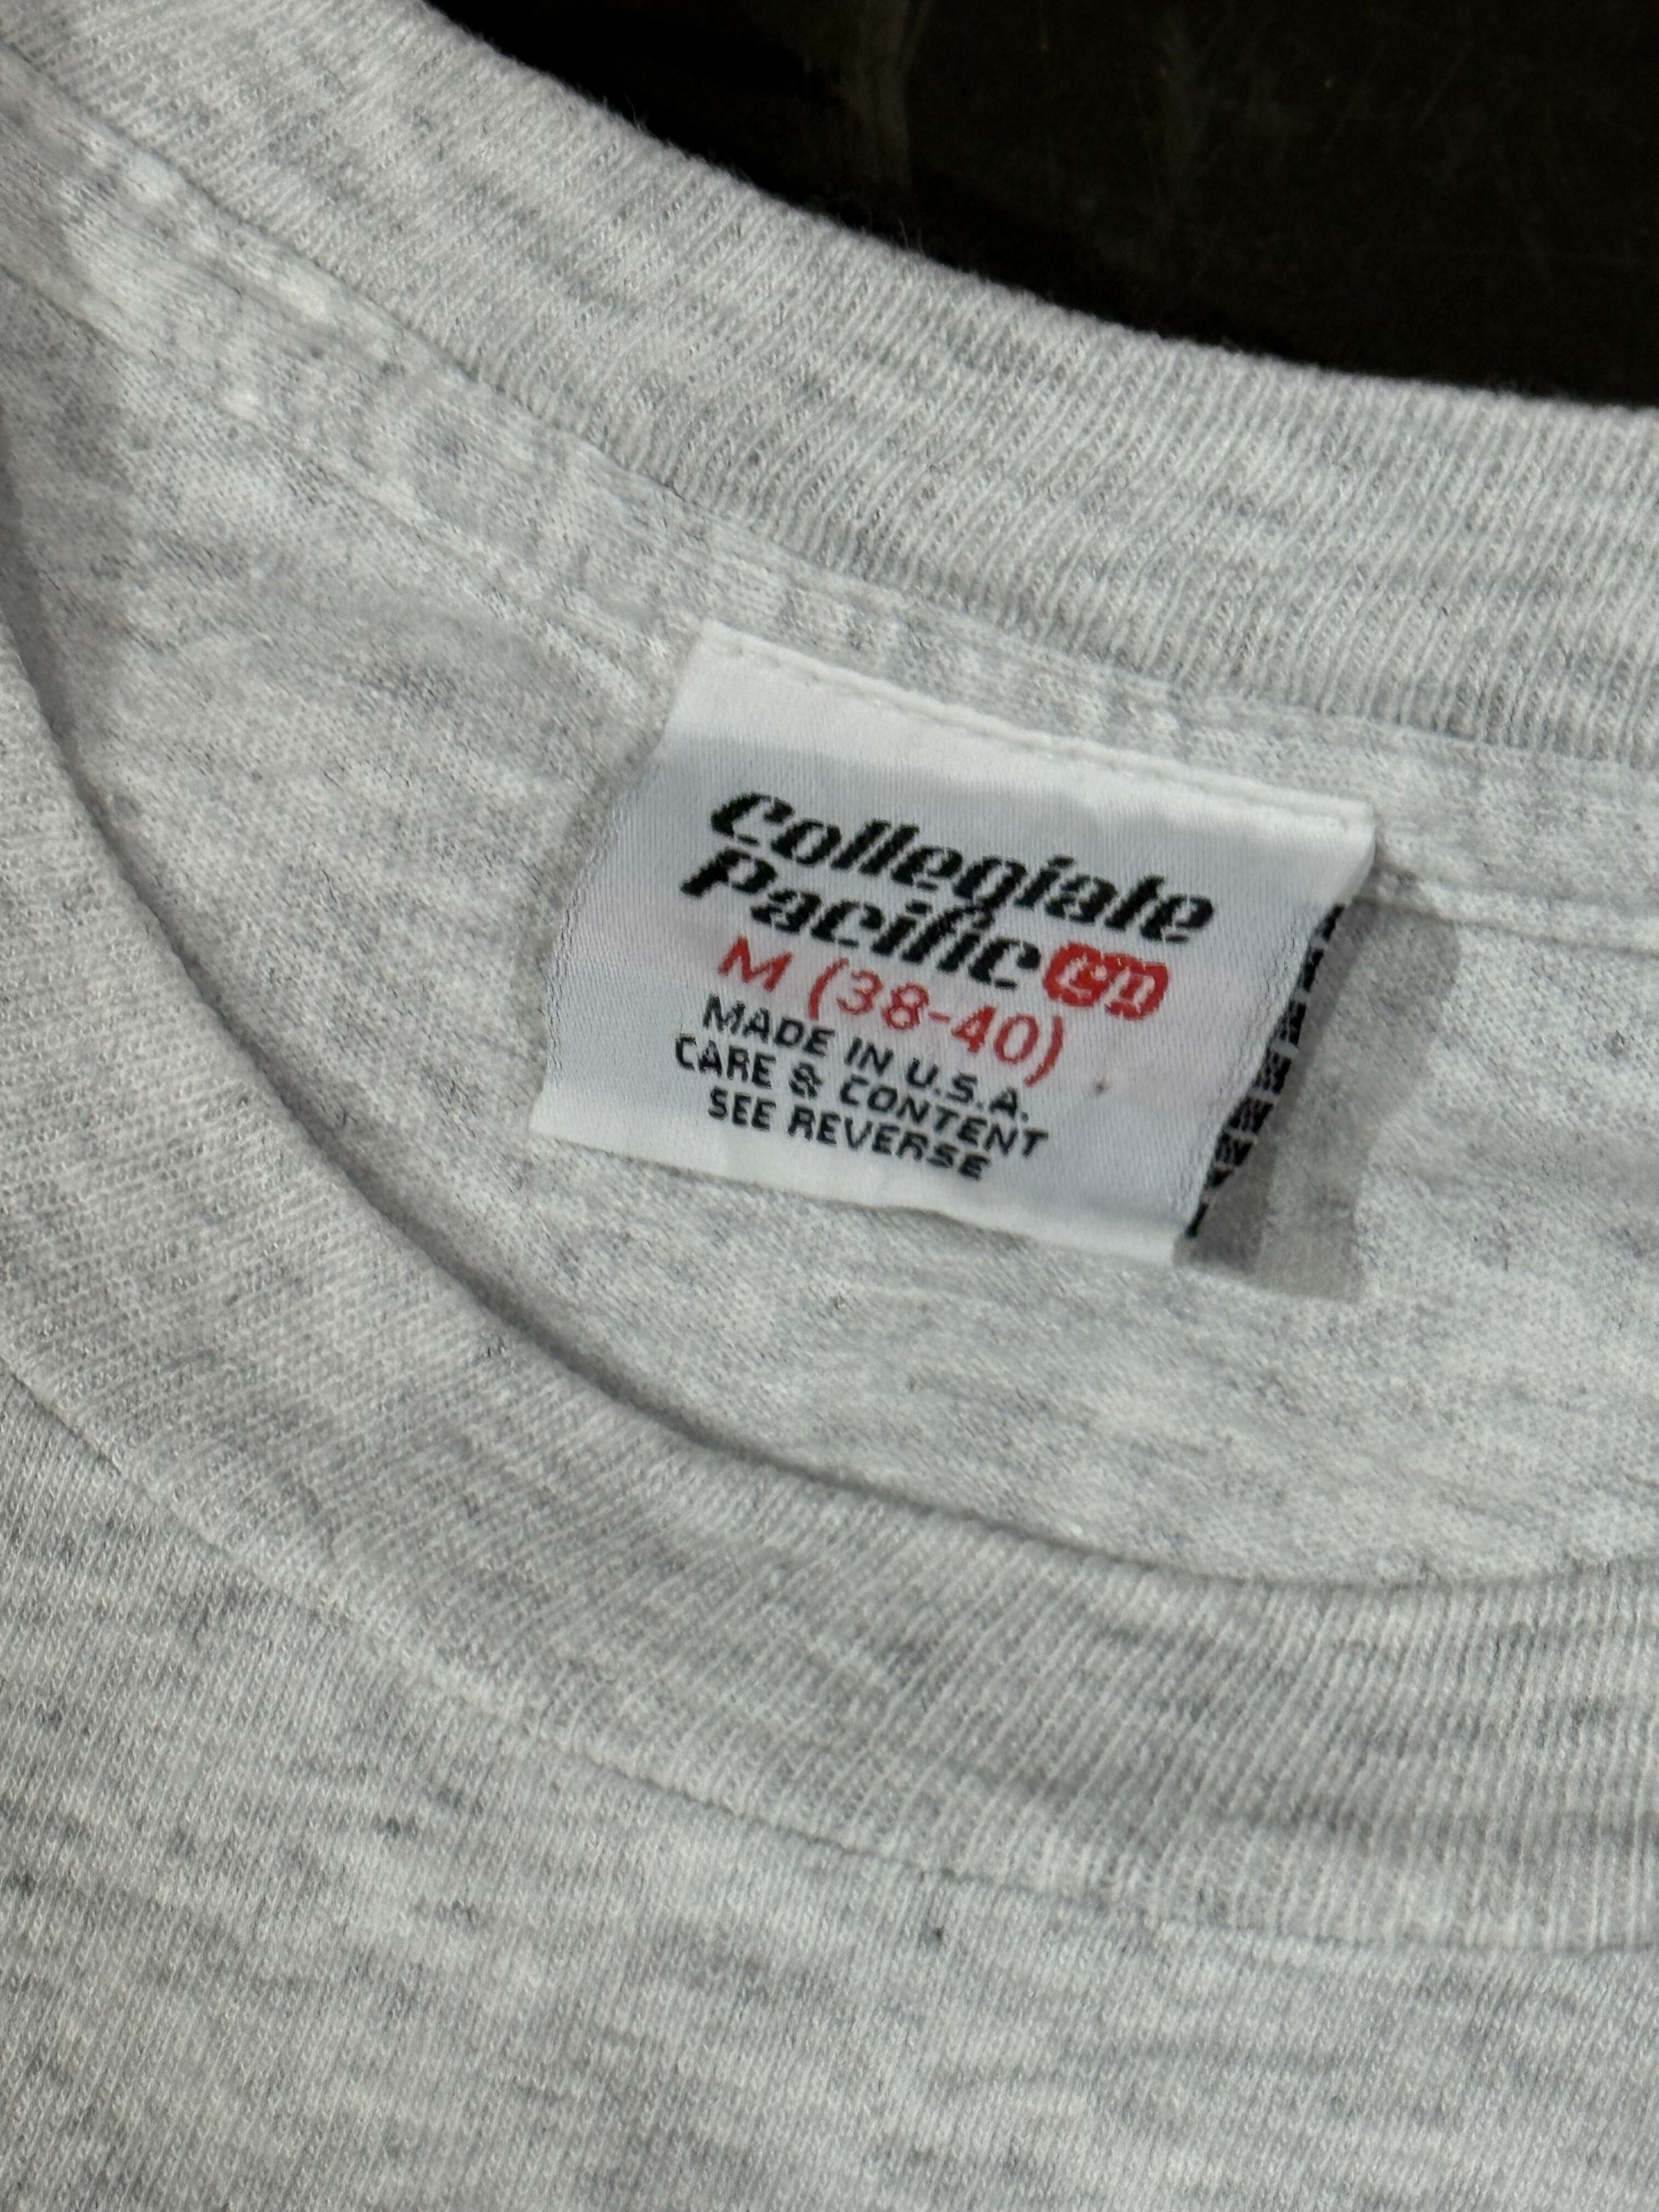 Collegiate
Pacific
M (38-40)
MADE IN U.S.A.
CARE & CONTENT
SEE REVERSE